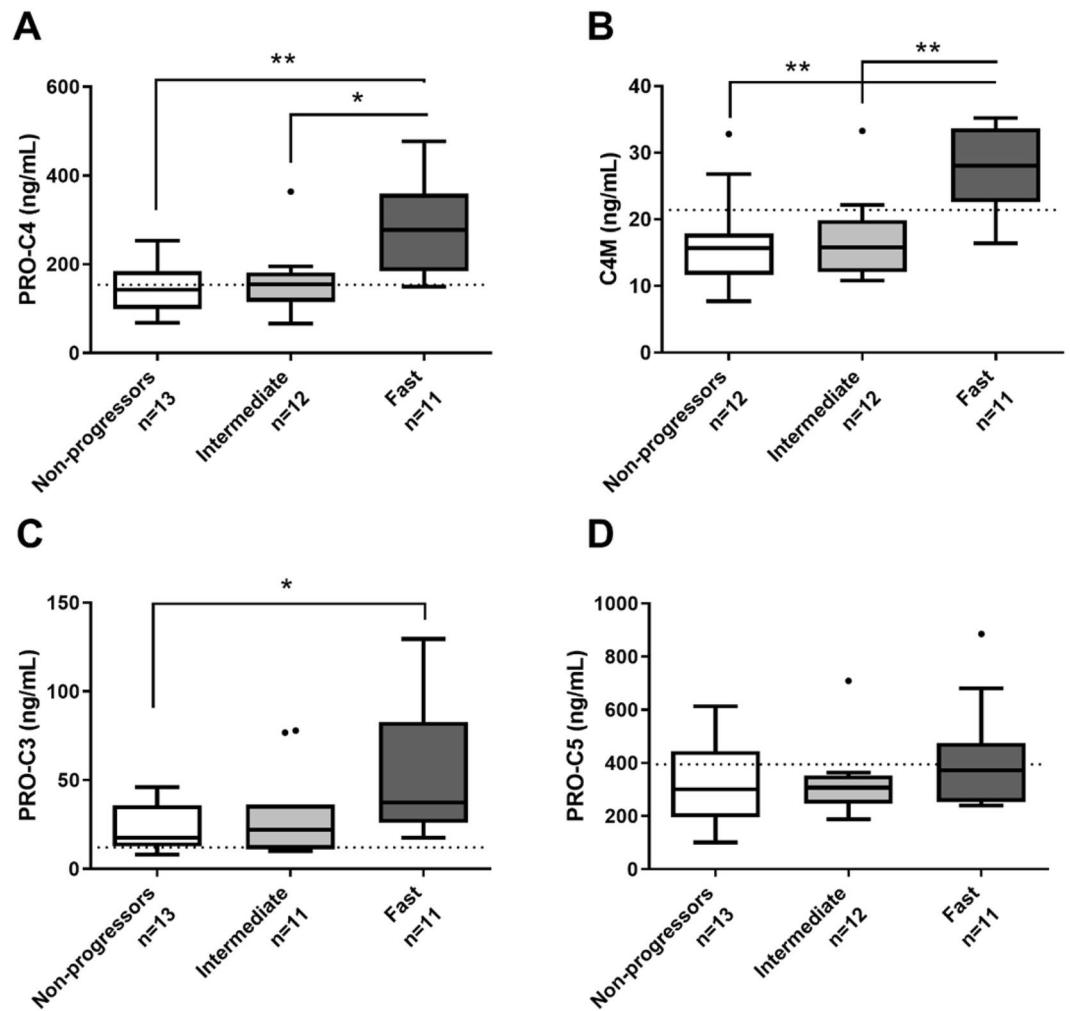 A
**
*
600
400
200
0
PRO-C4 (ng/mL)
Non-progressors
n=13
Intermediate
n=12
Fast
n=11
B
**
**
40
30
20
10
0
C4M (ng/mL)
Non-progressors
n=12
Intermediate
n=12
Fast
n=11
C
*
150
100
50
0
PRO-C3 (ng/mL)
Non-progressors
n=13
Intermediate
n=11
Fast
n=11
D
1000
800
600
400
200
0
PRO-C5 (ng/mL)
Non-progressors
n=13
Intermediate
n=12
Fast
n=11